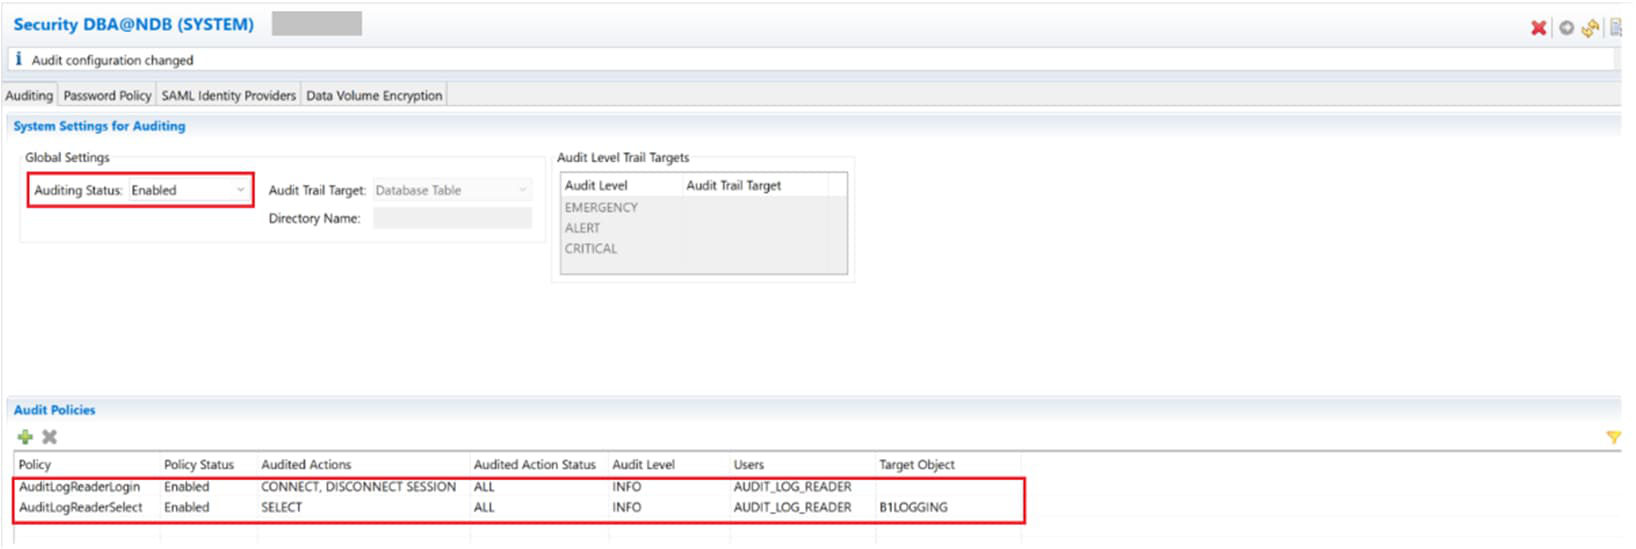 Security DBA@NDB (SYSTEM)
Audit configuration changed
Auditing Password Policy SAML Identity Providers Data Volume Encryption
System Settings for Auditing
Global Settings
Auditing Status: Enabled
Audit Trail Target: Database Table
Directory Name:
Audit Level Trail Targets
Audit Level Audit Trail Target
EMERGENCY
ALERT
CRITICAL
Audit Policies
Policy Policy Status Audited Actions Audited Action Status Audit Level Users Target Object
AuditLogReaderLogin Enabled CONNECT, DISCONNECT SESSION ALL INFO AUDIT_LOG_READER
AuditLogReaderSelect Enabled SELECT ALL INFO AUDIT_LOG_READER B1LOGGING